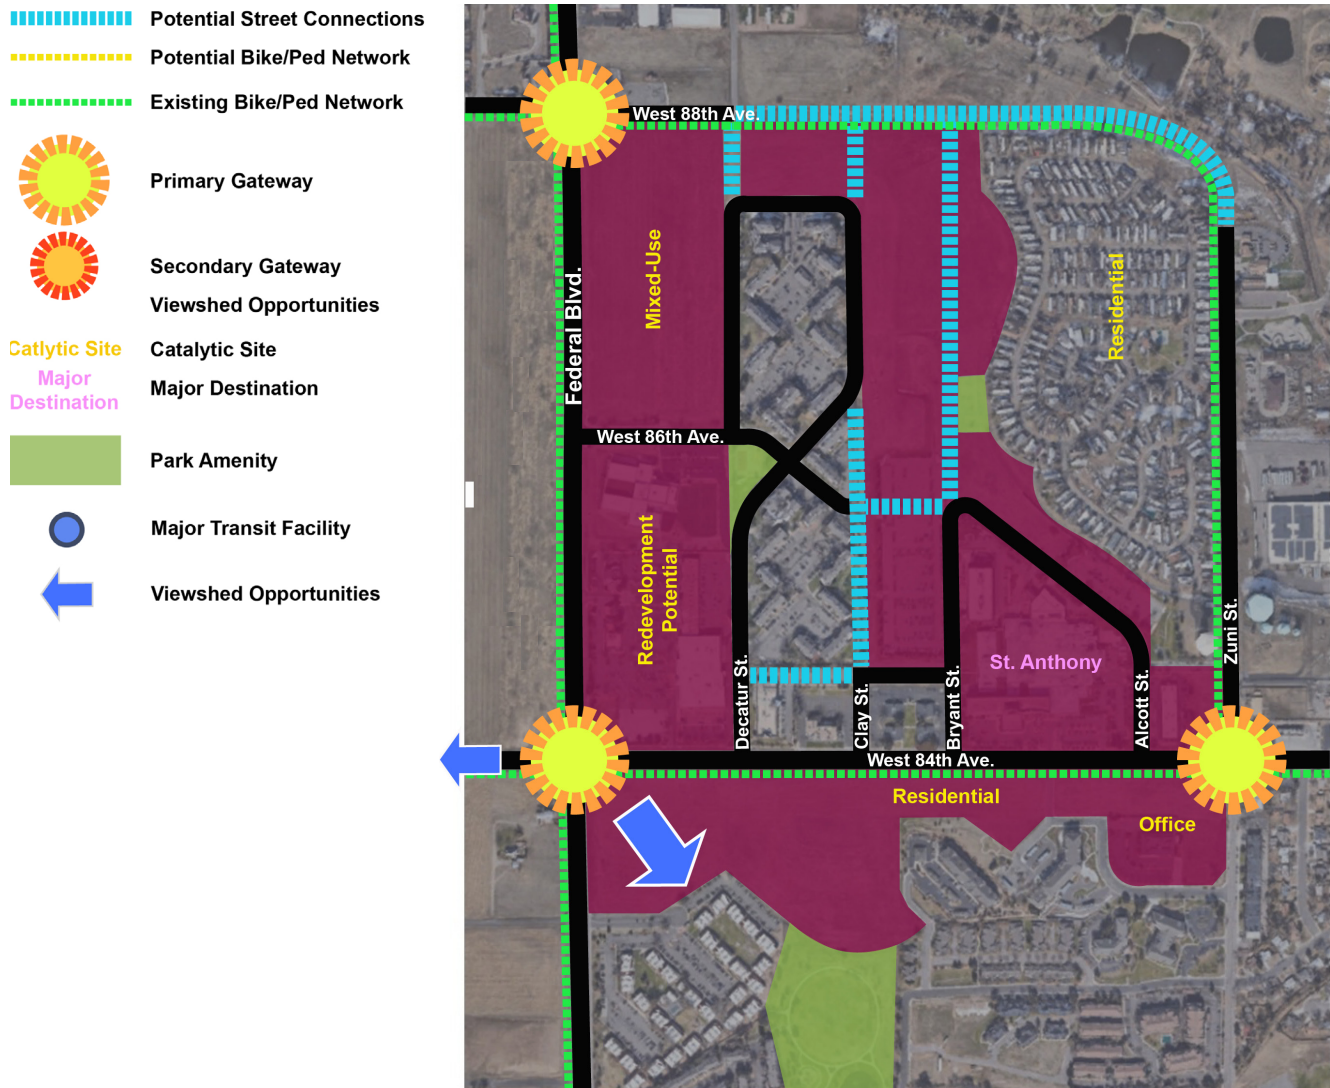 Potential Street Connections
Potential Bike/Ped Network
Existing Bike/Ped Network
Primary Gateway
Secondary Gateway
Viewshed Opportunities
Catlytic Site
Catalytic Site
Major
Destination
Major Destination
Park Amenity
Major Transit Facility
Viewshed Opportunities
West 88th Ave.
Federal Blvd.
Mixed-Use
Residential
West 86th Ave.
Redevelopment
Potential
Decatur St.
Clay St.
Bryant St.
St. Anthony
Alcott St.
Zuni St.
West 84th Ave.
Residential
Office